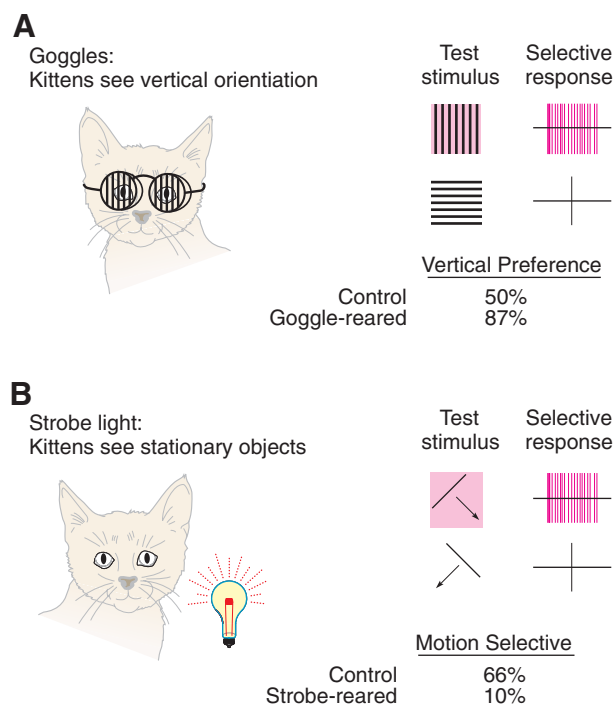 A
Goggles:
Kittens see vertical orientiation
Test
stimulus
Selective
response
Vertical Preference
Control 50%
Goggle-reared 87%
B
Strobe light:
Kittens see stationary objects
Test
stimulus
Selective
response
Motion Selective
Control 66%
Strobe-reared 10%